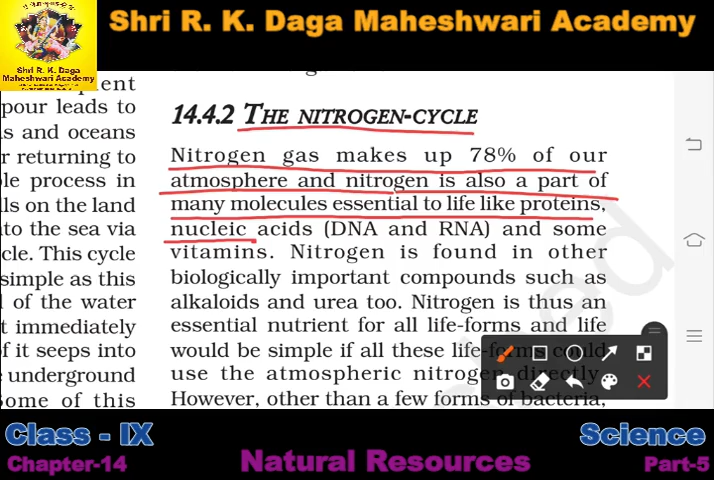 Shri R. K. Daga Maheshwari Academy
Shri R. K. Daga
Maheshwari Academy
pour leads to
and oceans
returning to
process in
on the land
the sea via
This cycle
simple as this
of the water
immediately
it seeps into
underground
Some of this
14.4.2 THE NITROGEN-CYCLE
Nitrogen gas makes up 78% of our
atmosphere and nitrogen is also a part of
many molecules essential to life like proteins,
nucleic acids (DNA and RNA) and some
vitamins. Nitrogen is found in other
biologically important compounds such as
alkaloids and urea too. Nitrogen is thus an
essential nutrient for all life-forms and life
would be simple if all these life-forms could
use the atmospheric nitrogen directly.
However, other than a few forms of bacteria,
Class - IX
Science
Chapter-14
Natural Resources
Part-5